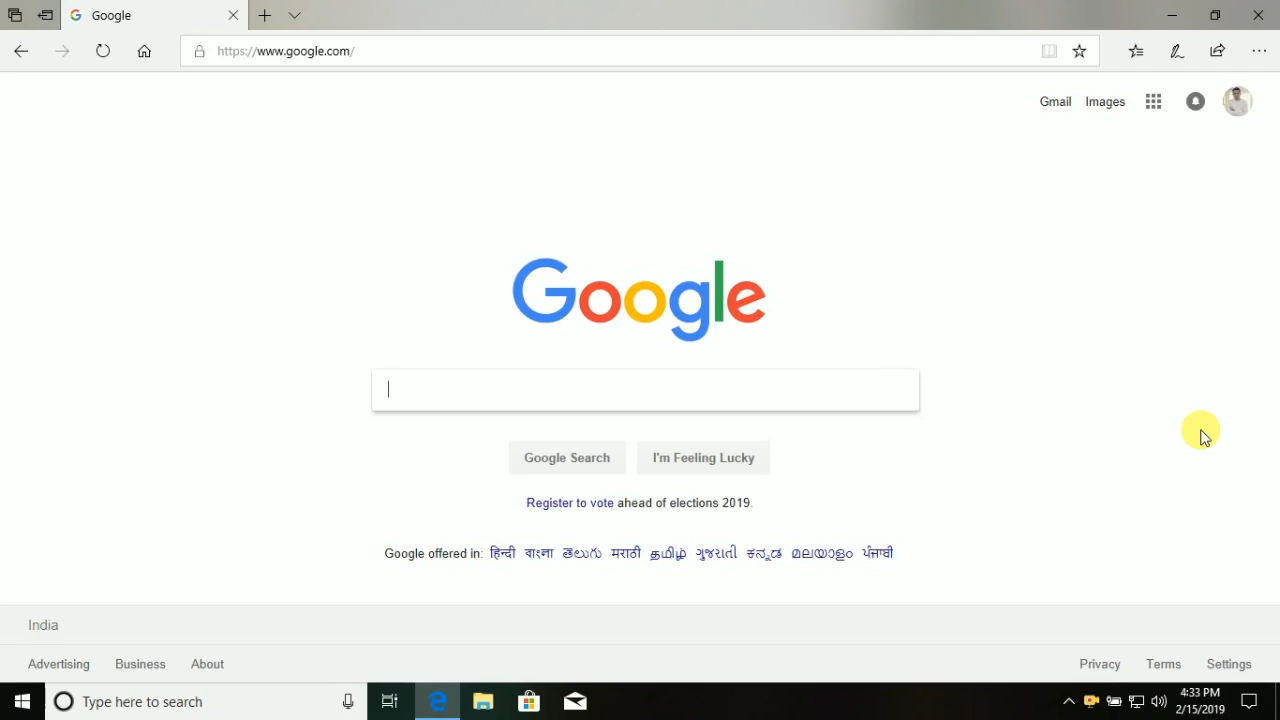 Google
https://www.google.com/
Gmail Images
Google
Google Search I'm Feeling Lucky
Register to vote ahead of elections 2019.
Google offered in: हिन्दी বাংলা తెలుగు मराठी தமிழ் ગુજરાતી ಕನ್ನಡ മലയാളം ਪੰਜਾਬੀ
India
Advertising Business About Privacy Terms Settings
Type here to search 4:33 PM
2/15/2019